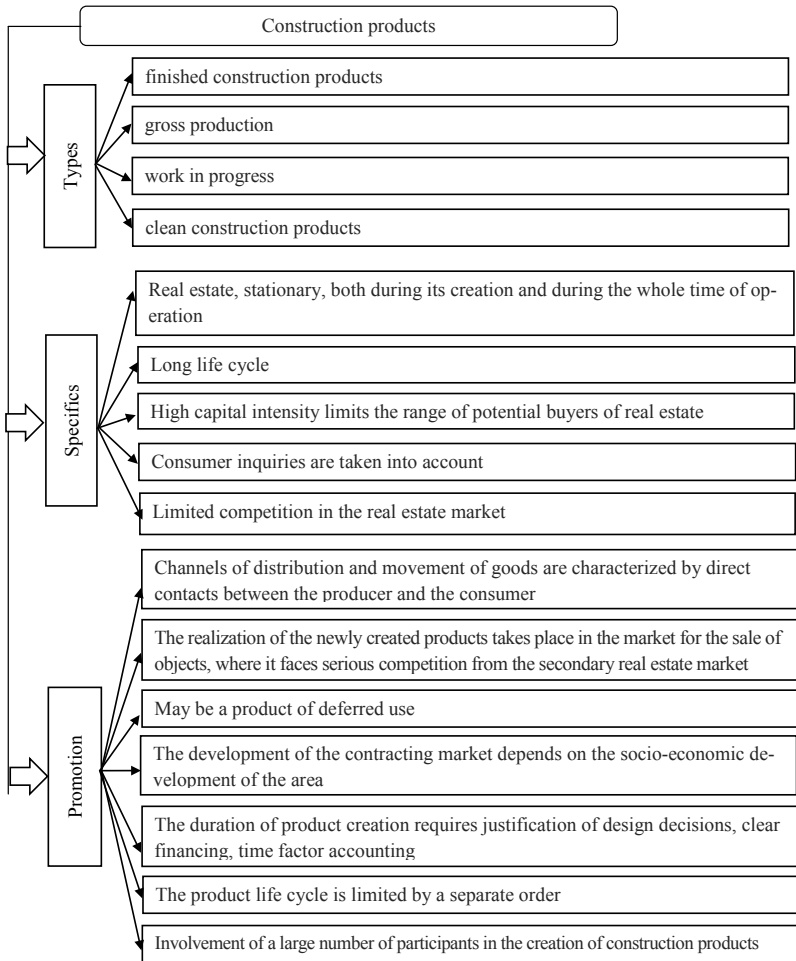 Construction products
Types
finished construction products
gross production
work in progress
clean construction products
Specifics
Real estate, stationary, both during its creation and during the whole time of op-
eration
Long life cycle
High capital intensity limits the range of potential buyers of real estate
Consumer inquiries are taken into account
Limited competition in the real estate market
Promotion
Channels of distribution and movement of goods are characterized by direct
contacts between the producer and the consumer
The realization of the newly created products takes place in the market for the sale of
objects, where it faces serious competition from the secondary real estate market
May be a product of deferred use
The development of the contracting market depends on the socio-economic de-
velopment of the area
The duration of product creation requires justification of design decisions, clear
financing, time factor accounting
The product life cycle is limited by a separate order
Involvement of a large number of participants in the creation of construction products